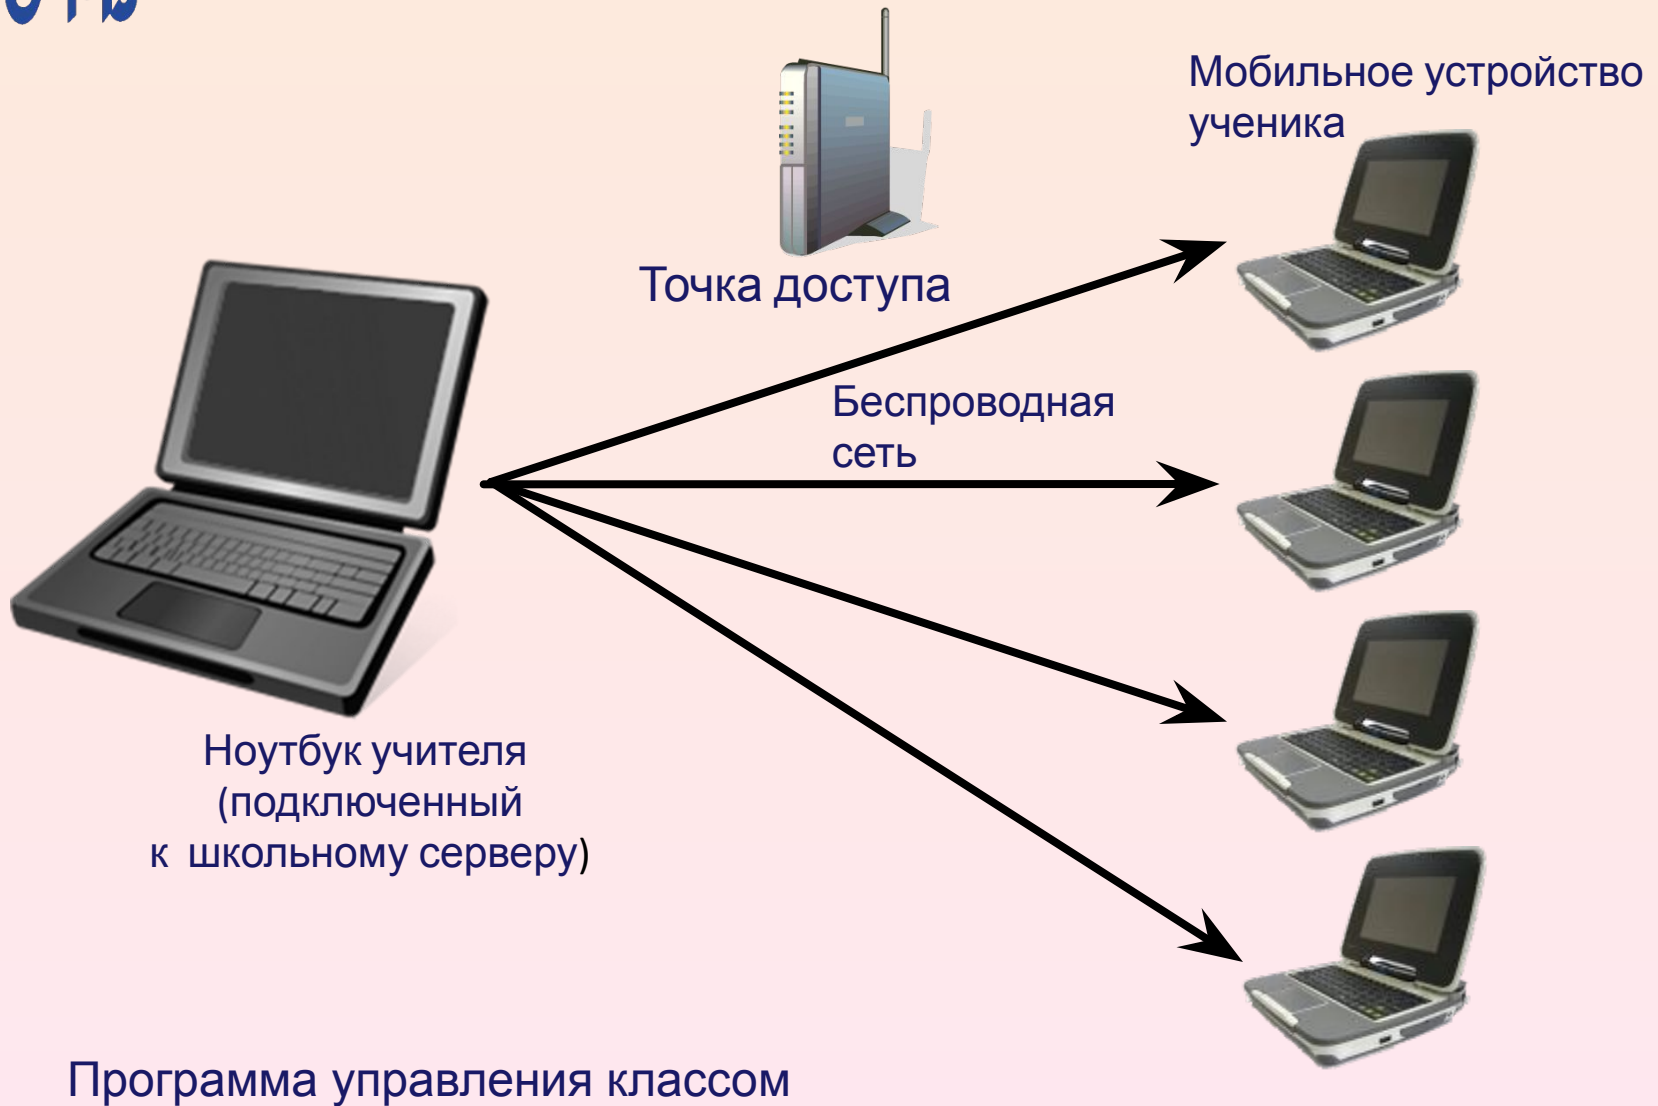 Мобильное устройство
ученика
Точка доступа
Беспроводная
сеть
Ноутбук учителя
(подключенный
к школьному серверу)
Программа управления классом